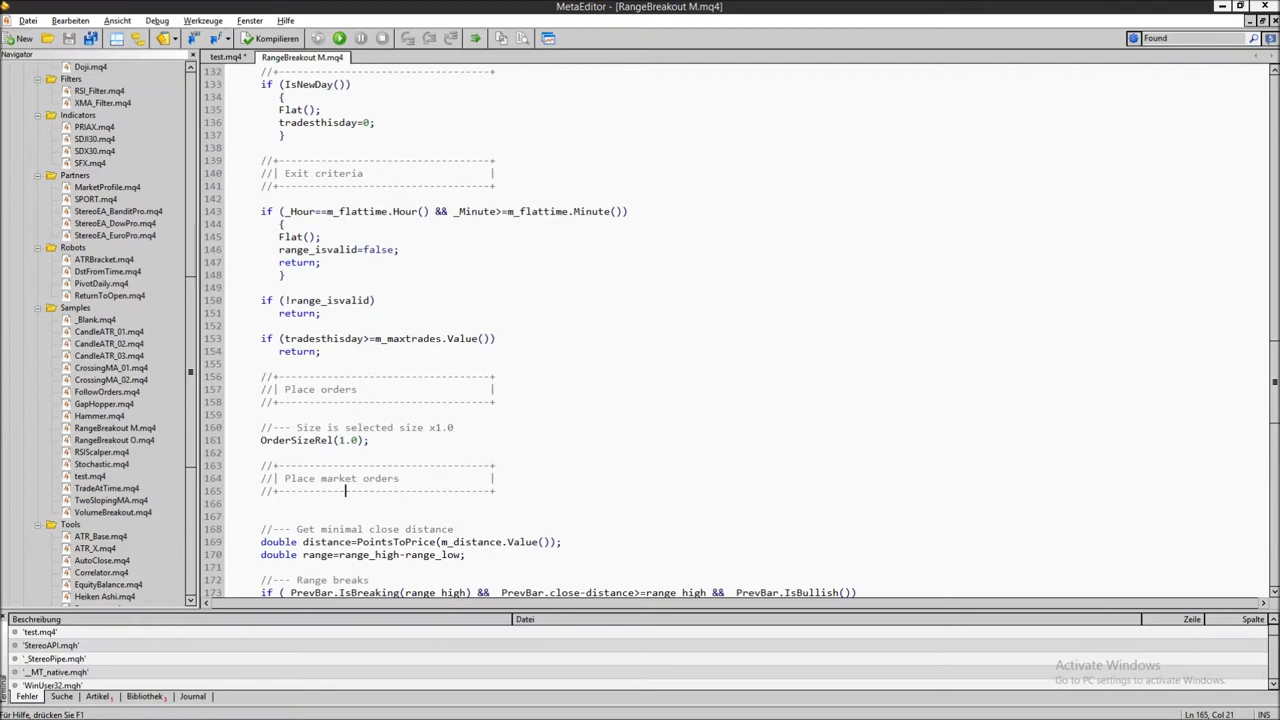 MetaEditor - [RangeBreakout M.mq4]
Datei Bearbeiten Ansicht Debug Werkzeuge Fenster Hilfe
New Kompilieren Found
Navigator
test.mq4 * RangeBreakout M.mq4
Doji.mq4
Filters
RSI_Filter.mq4
XMA_Filter.mq4
Indicators
PRIAX.mq4
SDJI30.mq4
SDX30.mq4
SFX.mq4
Partners
MarketProfile.mq4
SPORT.mq4
StereoEA_BanditPro.mq4
StereoEA_DowPro.mq4
StereoEA_EuroPro.mq4
Robots
ATRBracket.mq4
DstFromTime.mq4
PivotDaily.mq4
ReturnToOpen.mq4
Samples
_Blank.mq4
CandleATR_01.mq4
CandleATR_02.mq4
CandleATR_03.mq4
CrossingMA_01.mq4
CrossingMA_02.mq4
FollowOrders.mq4
GapHopper.mq4
Hammer.mq4
RangeBreakout M.mq4
RangeBreakout O.mq4
RSIScalper.mq4
Stochastic.mq4
test.mq4
TradeAtTime.mq4
TwoSlopingMA.mq4
VolumeBreakout.mq4
Tools
ATR_Base.mq4
ATR_X.mq4
AutoClose.mq4
Correlator.mq4
EquityBalance.mq4
Heiken Ashi.mq4
132 //+-----------------------------------+
133 if (IsNewDay())
134 {
135 Flat();
136 tradesthisday=0;
137 }
138
139 //+-----------------------------------+
140 //| Exit criteria |
141 //+-----------------------------------+
142
143 if (_Hour==m_flattime.Hour() && _Minute>=m_flattime.Minute())
144 {
145 Flat();
146 range_isvalid=false;
147 return;
148 }
149
150 if (!range_isvalid)
151 return;
152
153 if (tradesthisday>=m_maxtrades.Value())
154 return;
155
156 //+-----------------------------------+
157 //| Place orders |
158 //+-----------------------------------+
159
160 //--- Size is selected size x1.0
161 OrderSizeRel(1.0);
162
163 //+-----------------------------------+
164 //| Place market orders |
165 //+-----------------------------------+
166
167
168 //--- Get minimal close distance
169 double distance=PointsToPrice(m_distance.Value());
170 double range=range_high-range_low;
171
172 //--- Range breaks
173 if (_PrevBar.IsBreaking(range_high) && _PrevBar.close-distance>=range_high && _PrevBar.IsBullish())
Beschreibung Datei Zeile Spalte
'test.mq4'
'StereoAPI.mqh'
'_StereoPipe.mqh'
'__MT_native.mqh'
'WinUser32.mqh'
Terminal
Fehler Suche Artikel Bibliothek Journal
Activate Windows
Go to PC settings to activate Windows.
Für Hilfe, drücken Sie F1 Ln 165, Col 21 INS